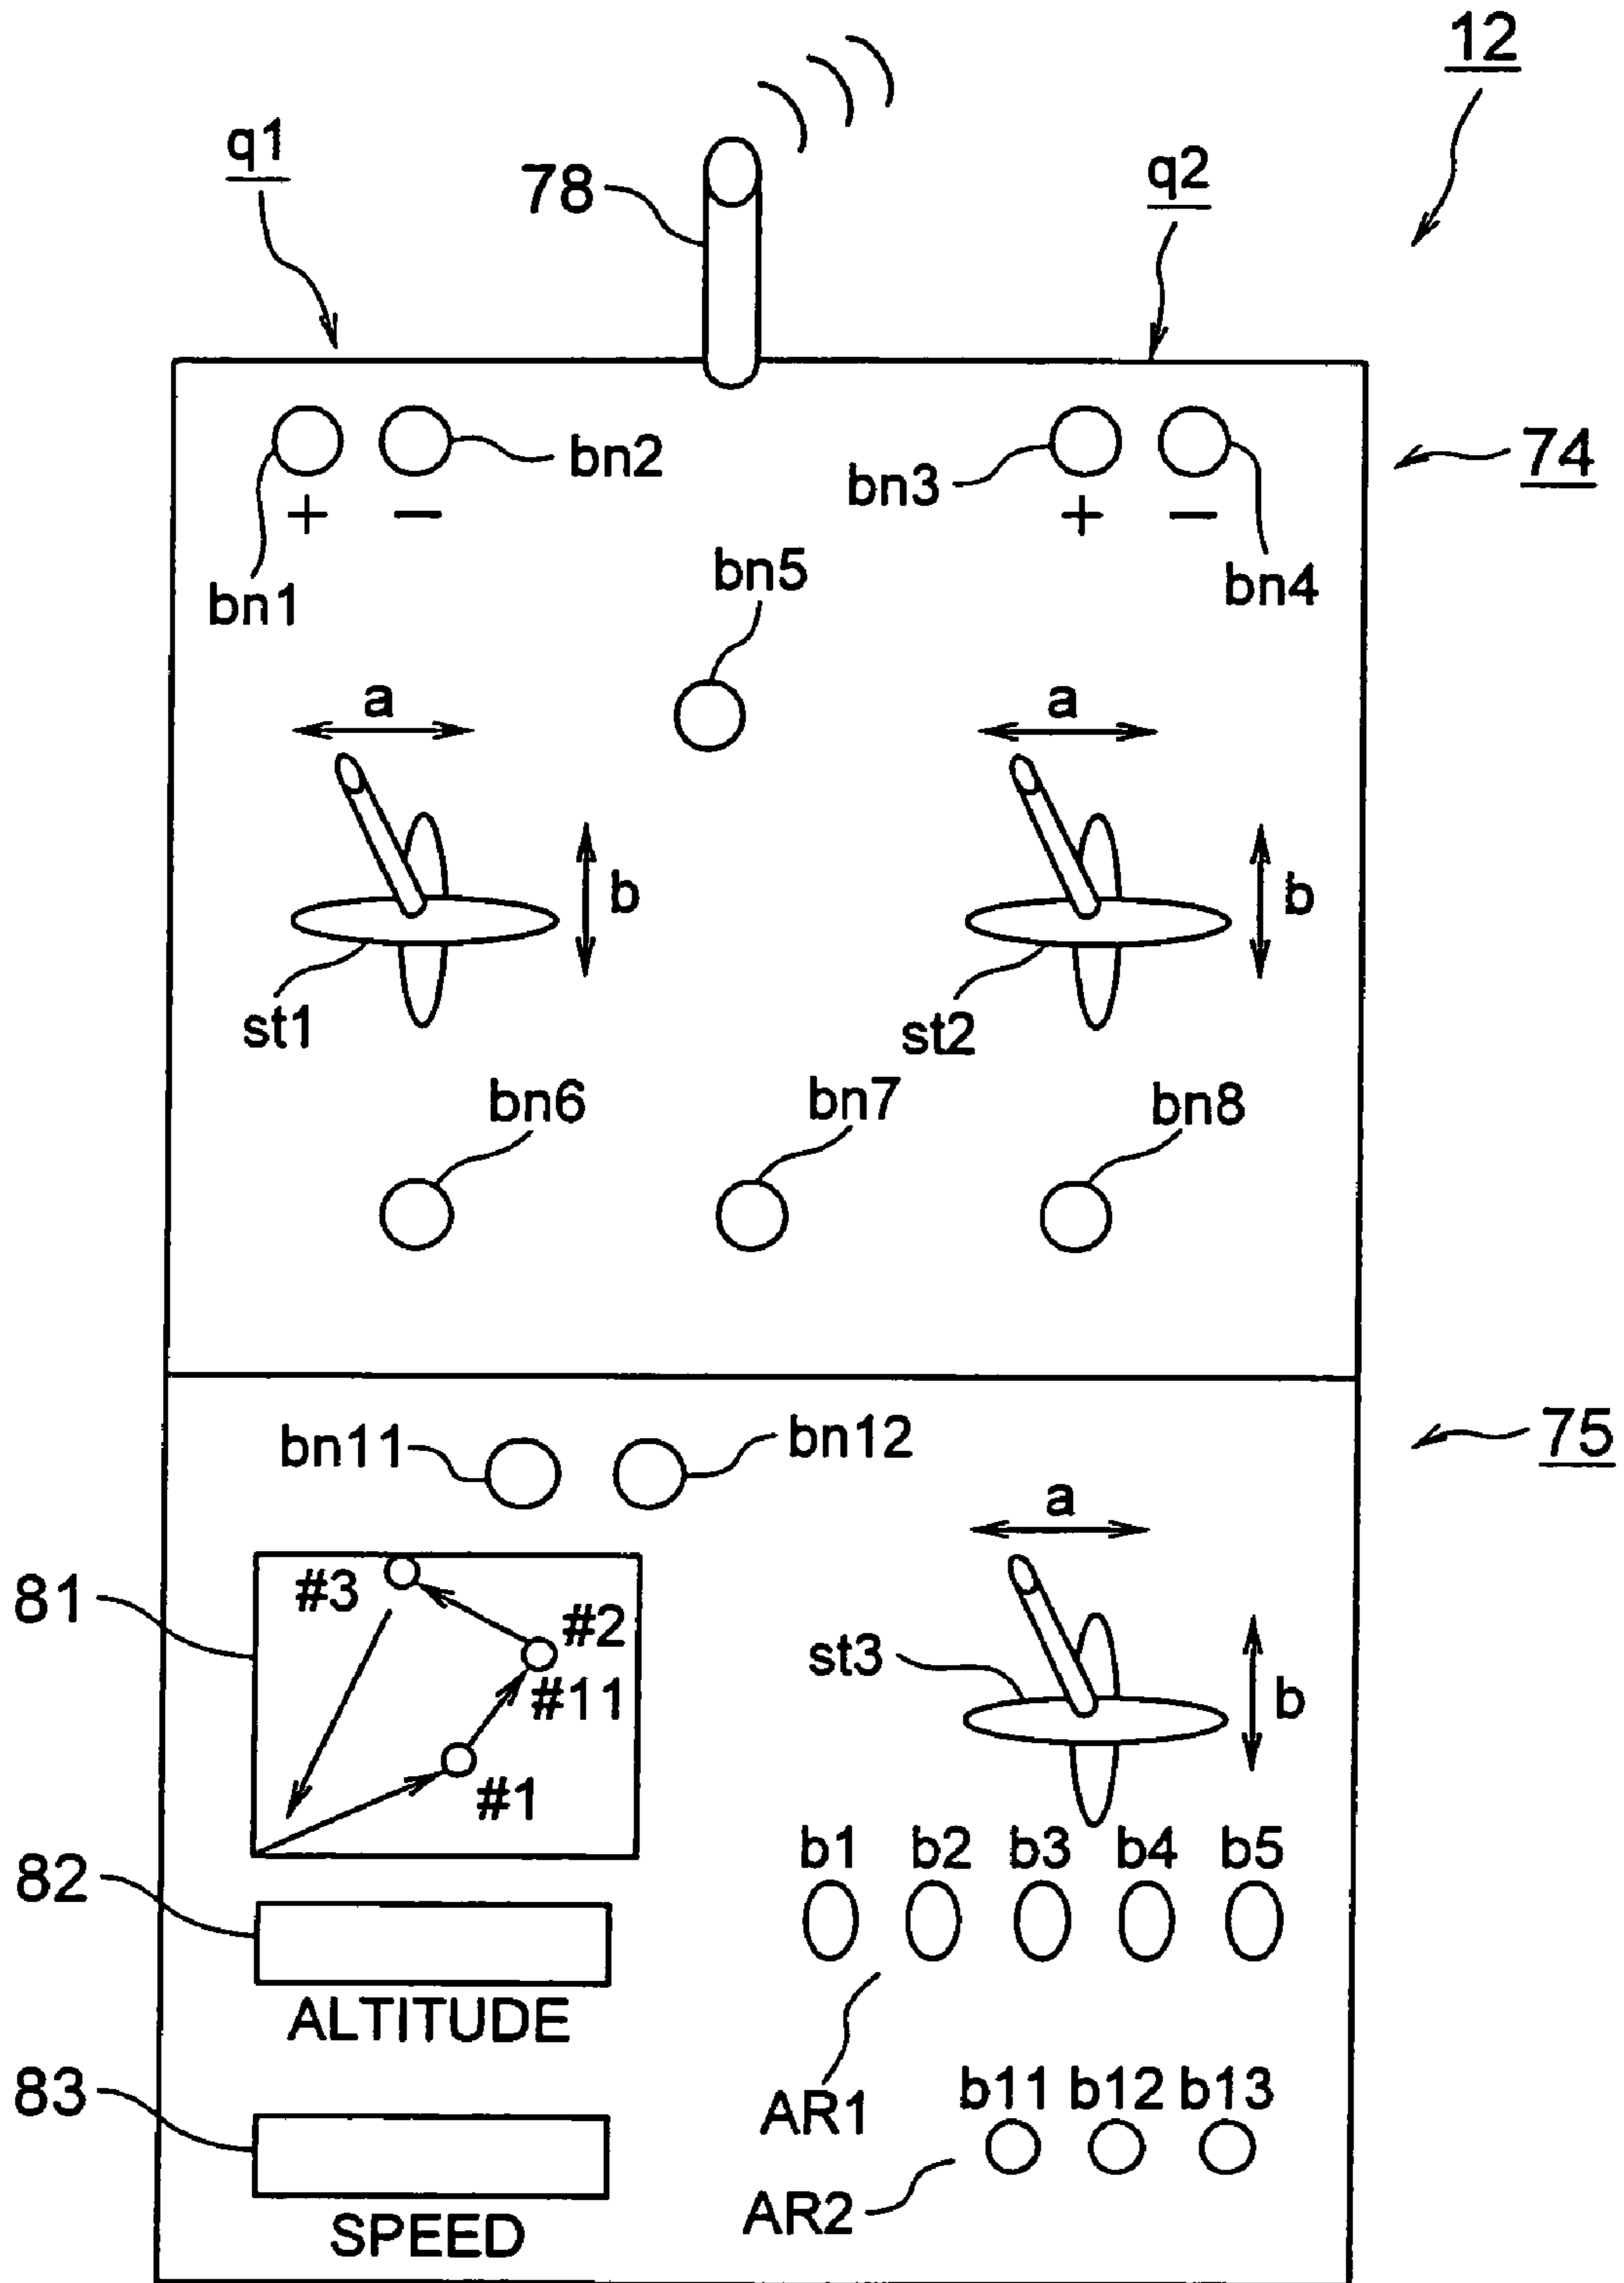 12
q1
78
q2
bn2
bn3
74
+ −
+ −
bn1
bn5
bn4
a
a
b
b
st1
st2
bn6
bn7
bn8
bn11
bn12
75
a
81
#3
#2
st3
#11
b
#1
82
b1 b2 b3 b4 b5
ALTITUDE
83
AR1
b11 b12 b13
AR2
SPEED